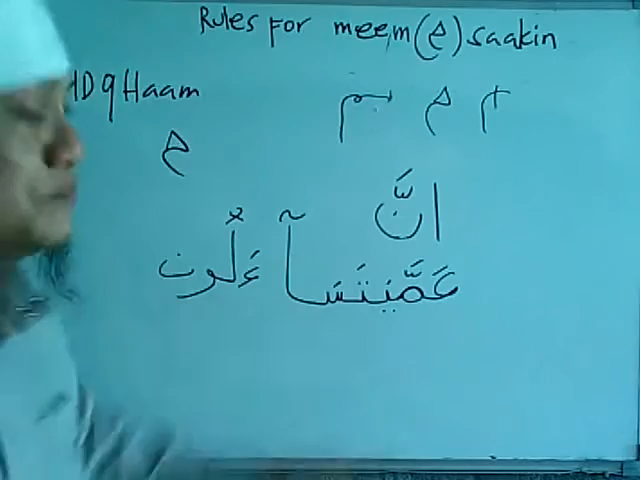 Rules for meem (م) saakin
IDgHaam
م
م م م
انَّ
عَمَّيَتَسَآءَلُون